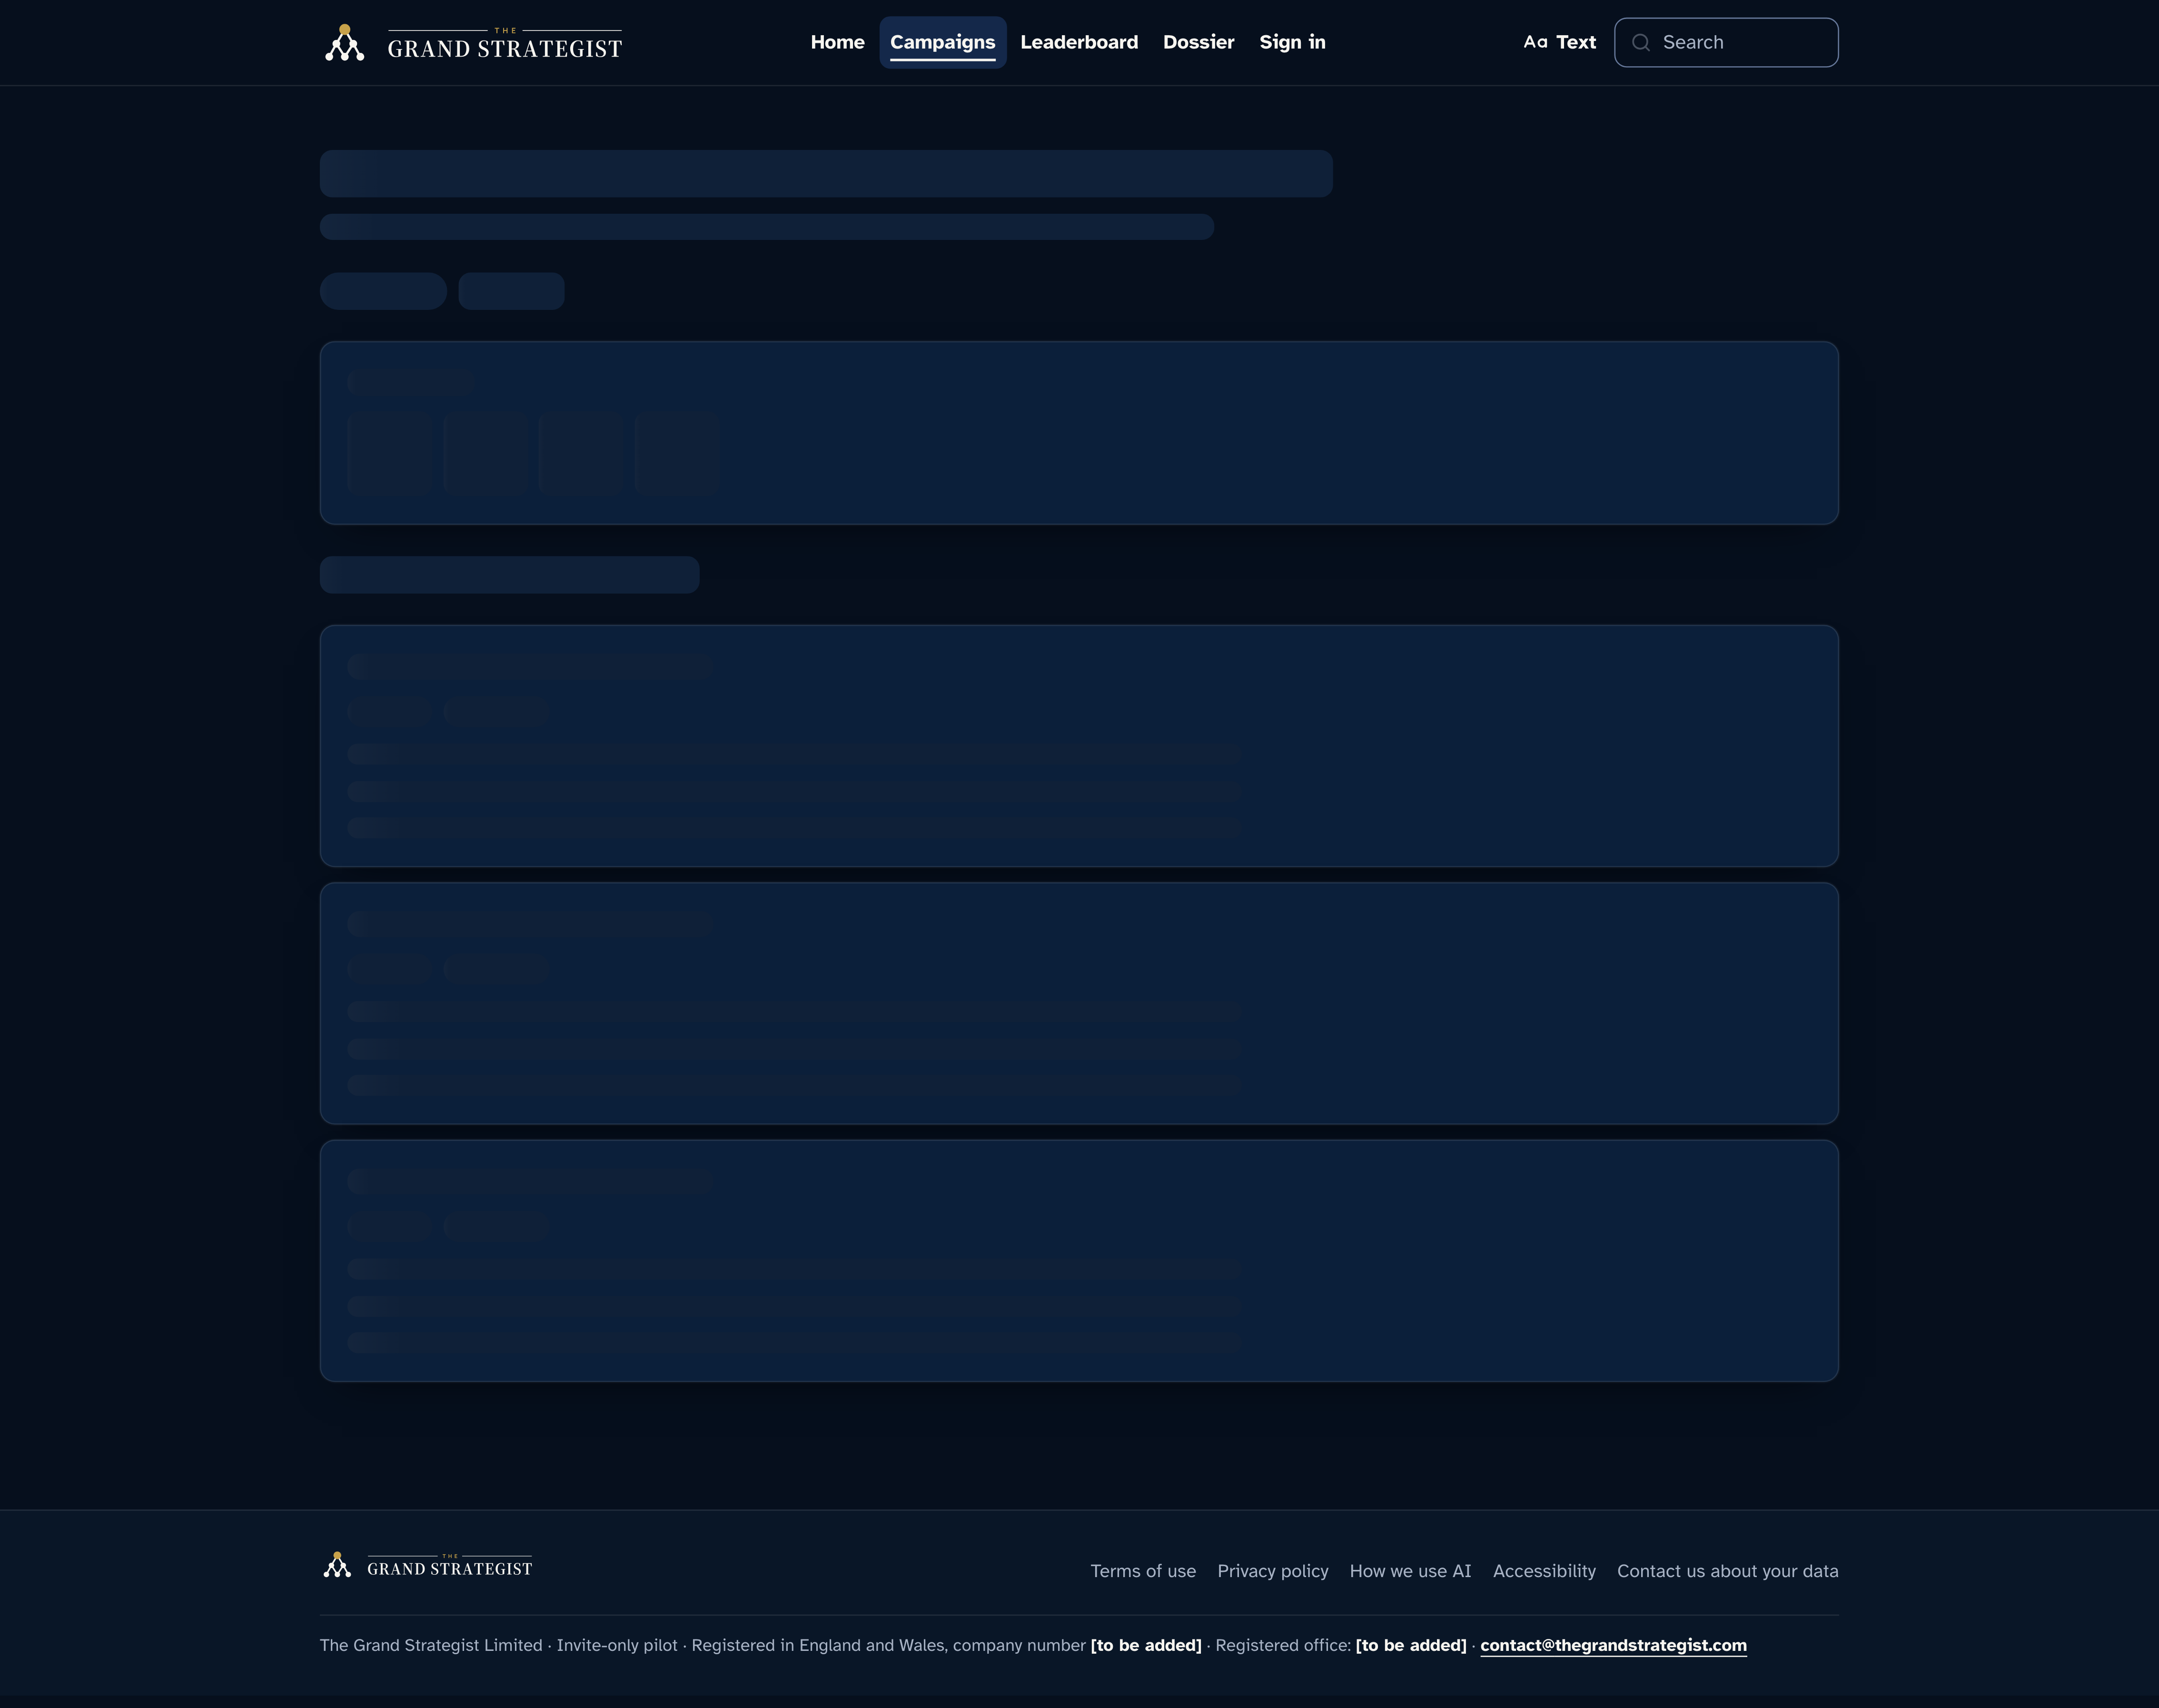 THE
GRAND STRATEGIST
Home Campaigns Leaderboard Dossier Sign in
Aa Text Search
THE
GRAND STRATEGIST
Terms of use Privacy policy How we use AI Accessibility Contact us about your data
The Grand Strategist Limited · Invite-only pilot · Registered in England and Wales, company number [to be added] · Registered office: [to be added] · contact@thegrandstrategist.com